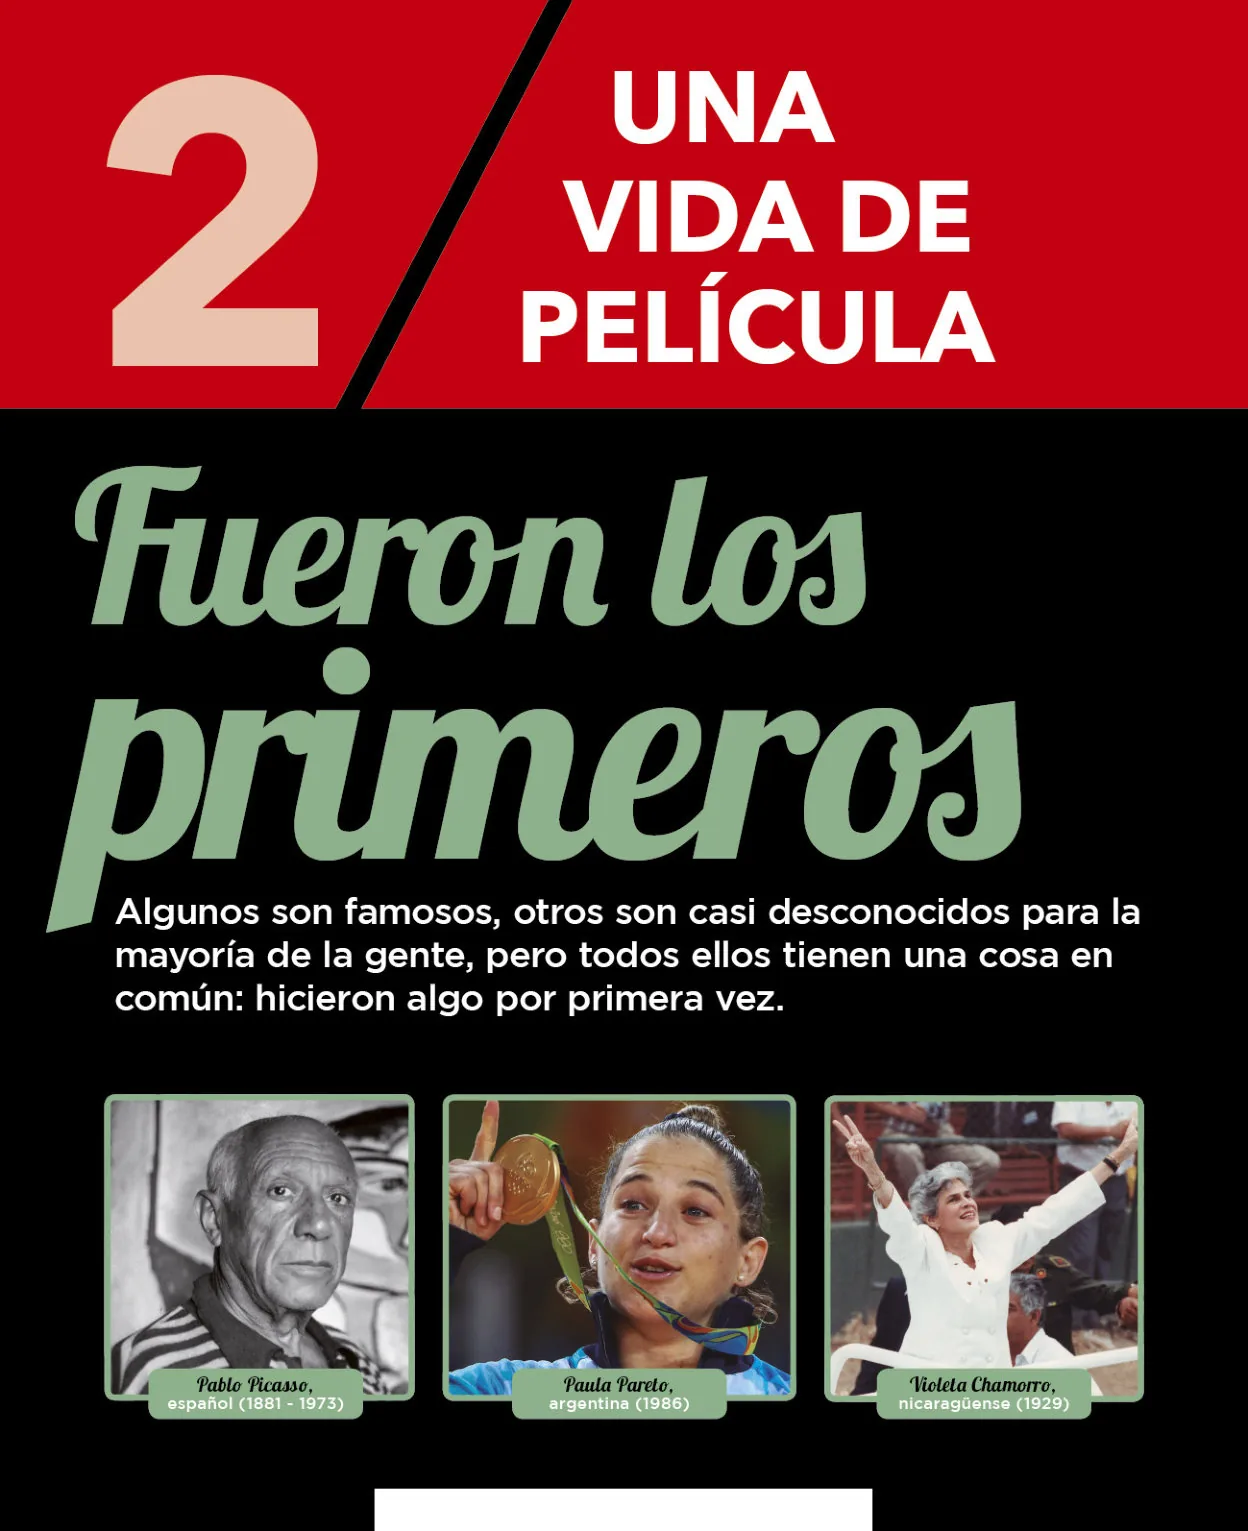 2
UNA
VIDA DE
PELÍCULA
Fueron los
primeros
Algunos son famosos, otros son casi desconocidos para la
mayoría de la gente, pero todos ellos tienen una cosa en
común: hicieron algo por primera vez.
Pablo Picasso,
español (1881 - 1973)
Paula Pareto,
argentina (1986)
Violeta Chamorro,
nicaragüense (1929)